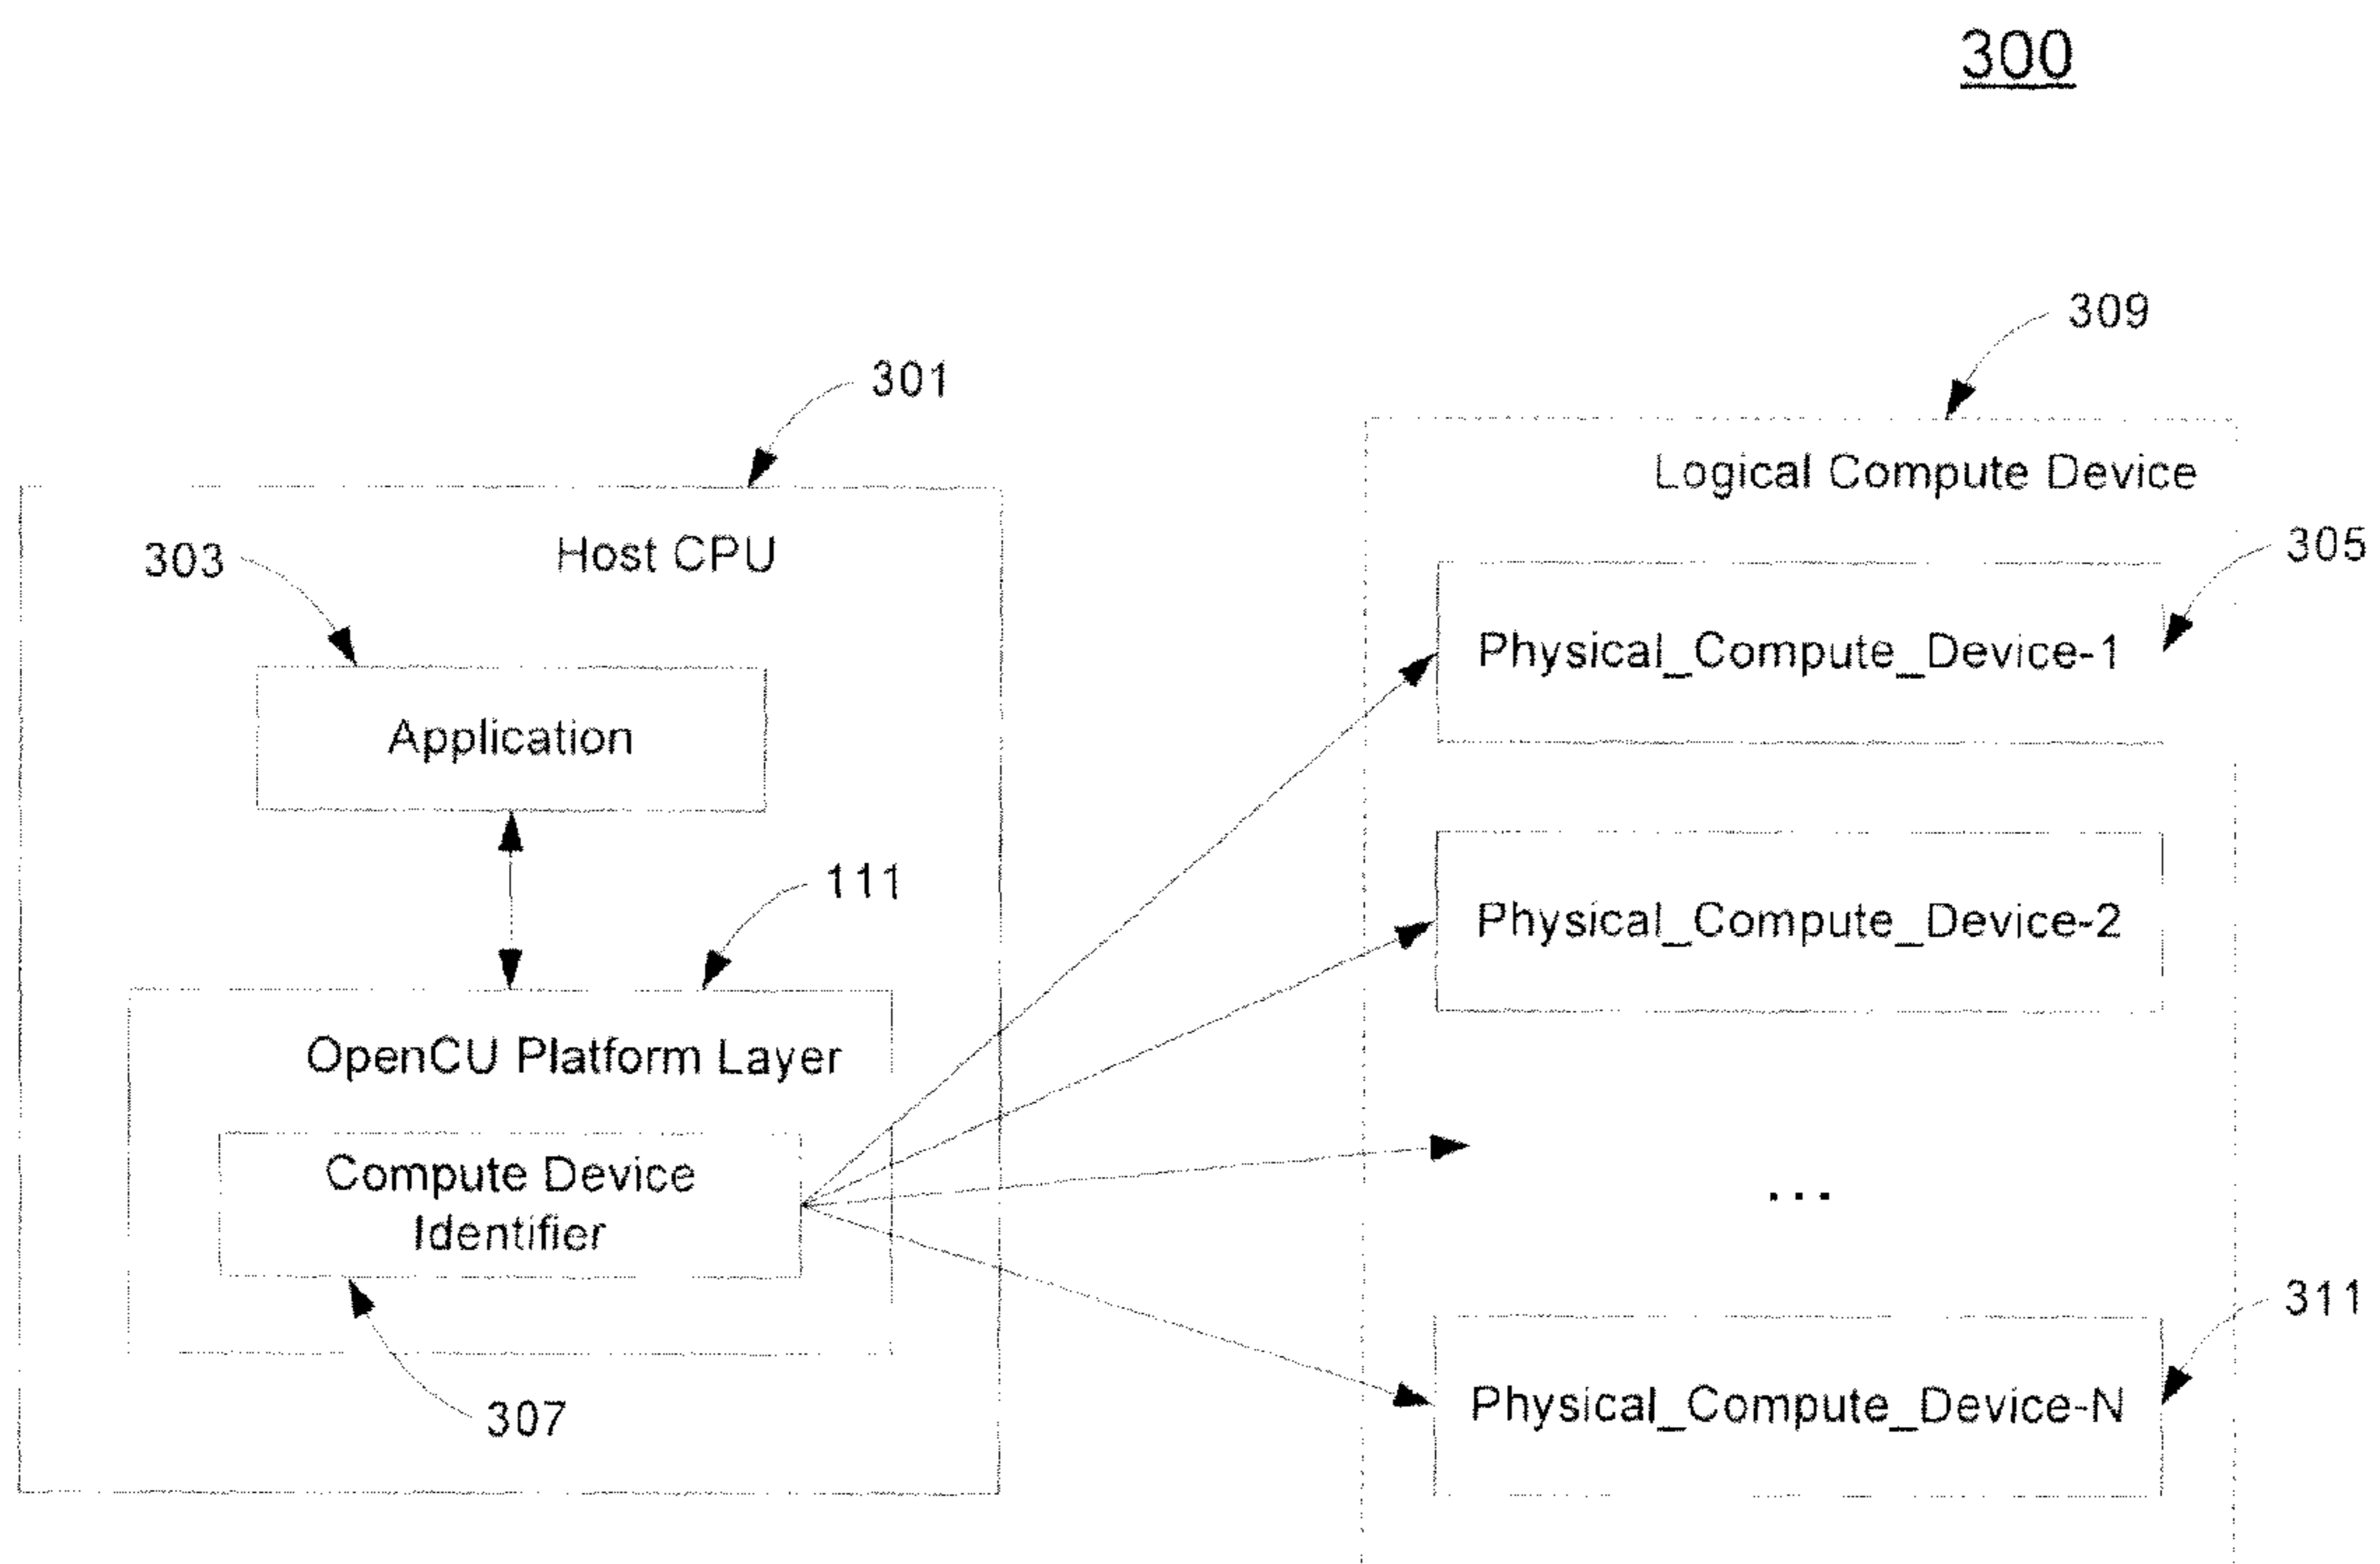 300
309
301
Logical Compute Device
Host CPU
303
305
Physical_Compute_Device-1
Application
111
Physical_Compute_Device-2
OpenCU Platform Layer
Compute Device
Identifier
...
311
307
Physical_Compute_Device-N